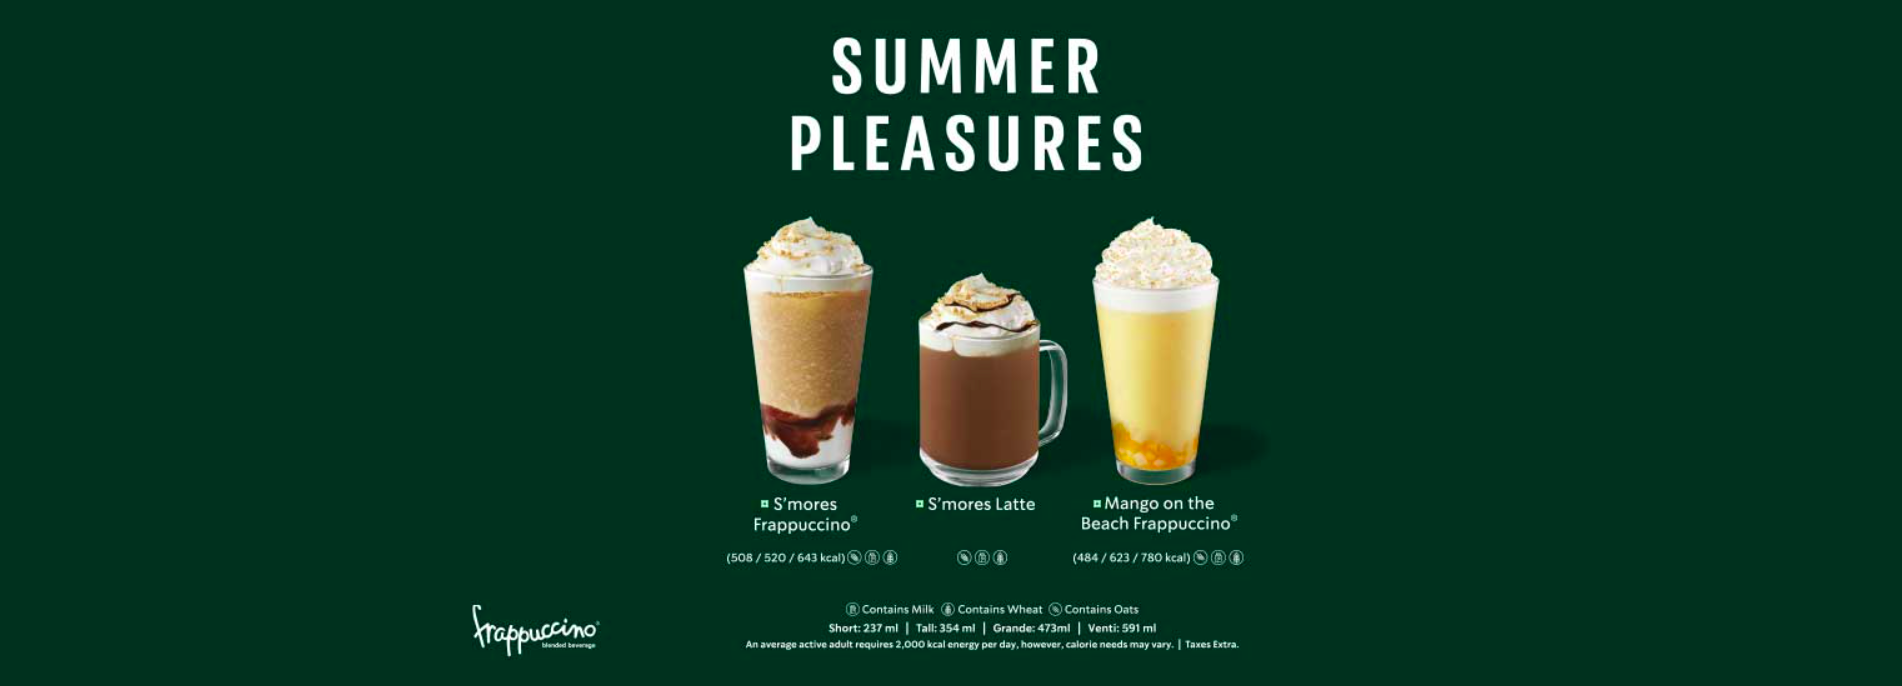 SUMMER
PLEASURES
S'mores
Frappuccino®
(508 / 520 / 643 kcal)
S'mores Latte
Mango on the
Beach Frappuccino®
(484 / 623 / 780 kcal)
Contains Milk Contains Wheat Contains Oats
Short: 237 ml | Tall: 354 ml | Grande: 473ml | Venti: 591 ml
An average active adult requires 2,000 kcal energy per day, however, calorie needs may vary. | Taxes Extra.
frappuccino®
blended beverage